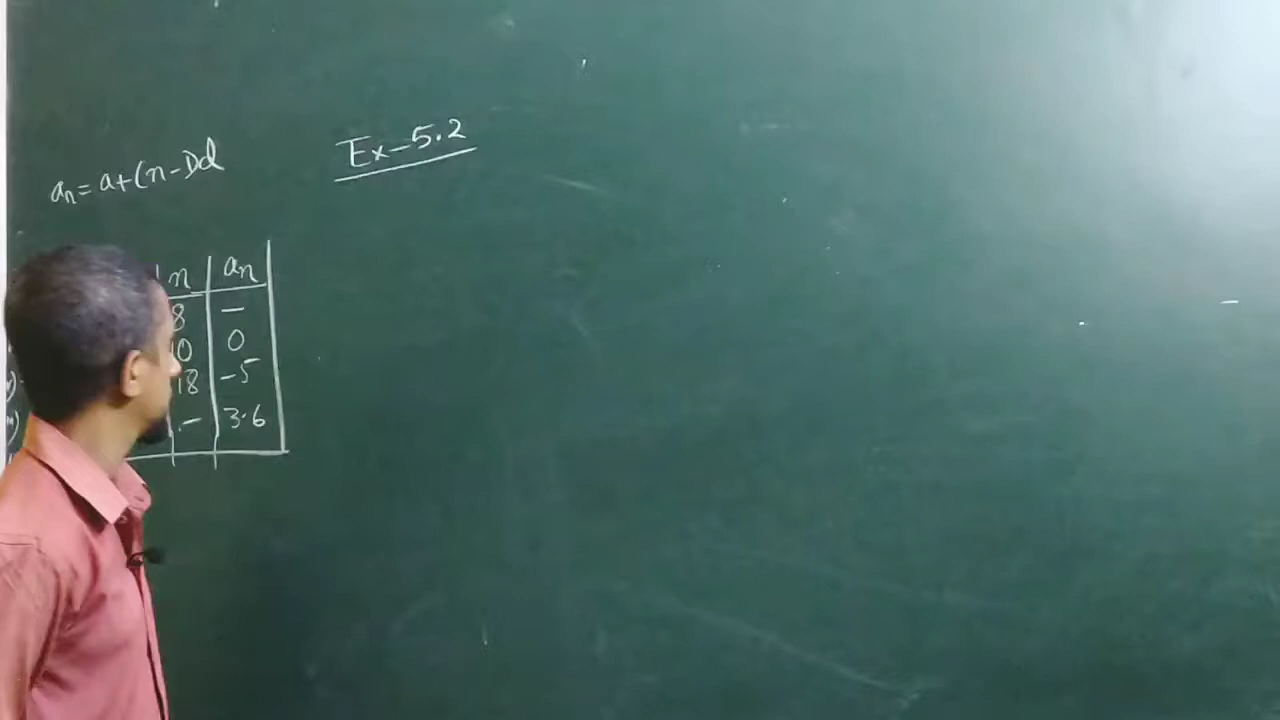 Ex-5.2
an = a+(n-1)d
n an
8 —
10 0
18 -5
.— 3.6